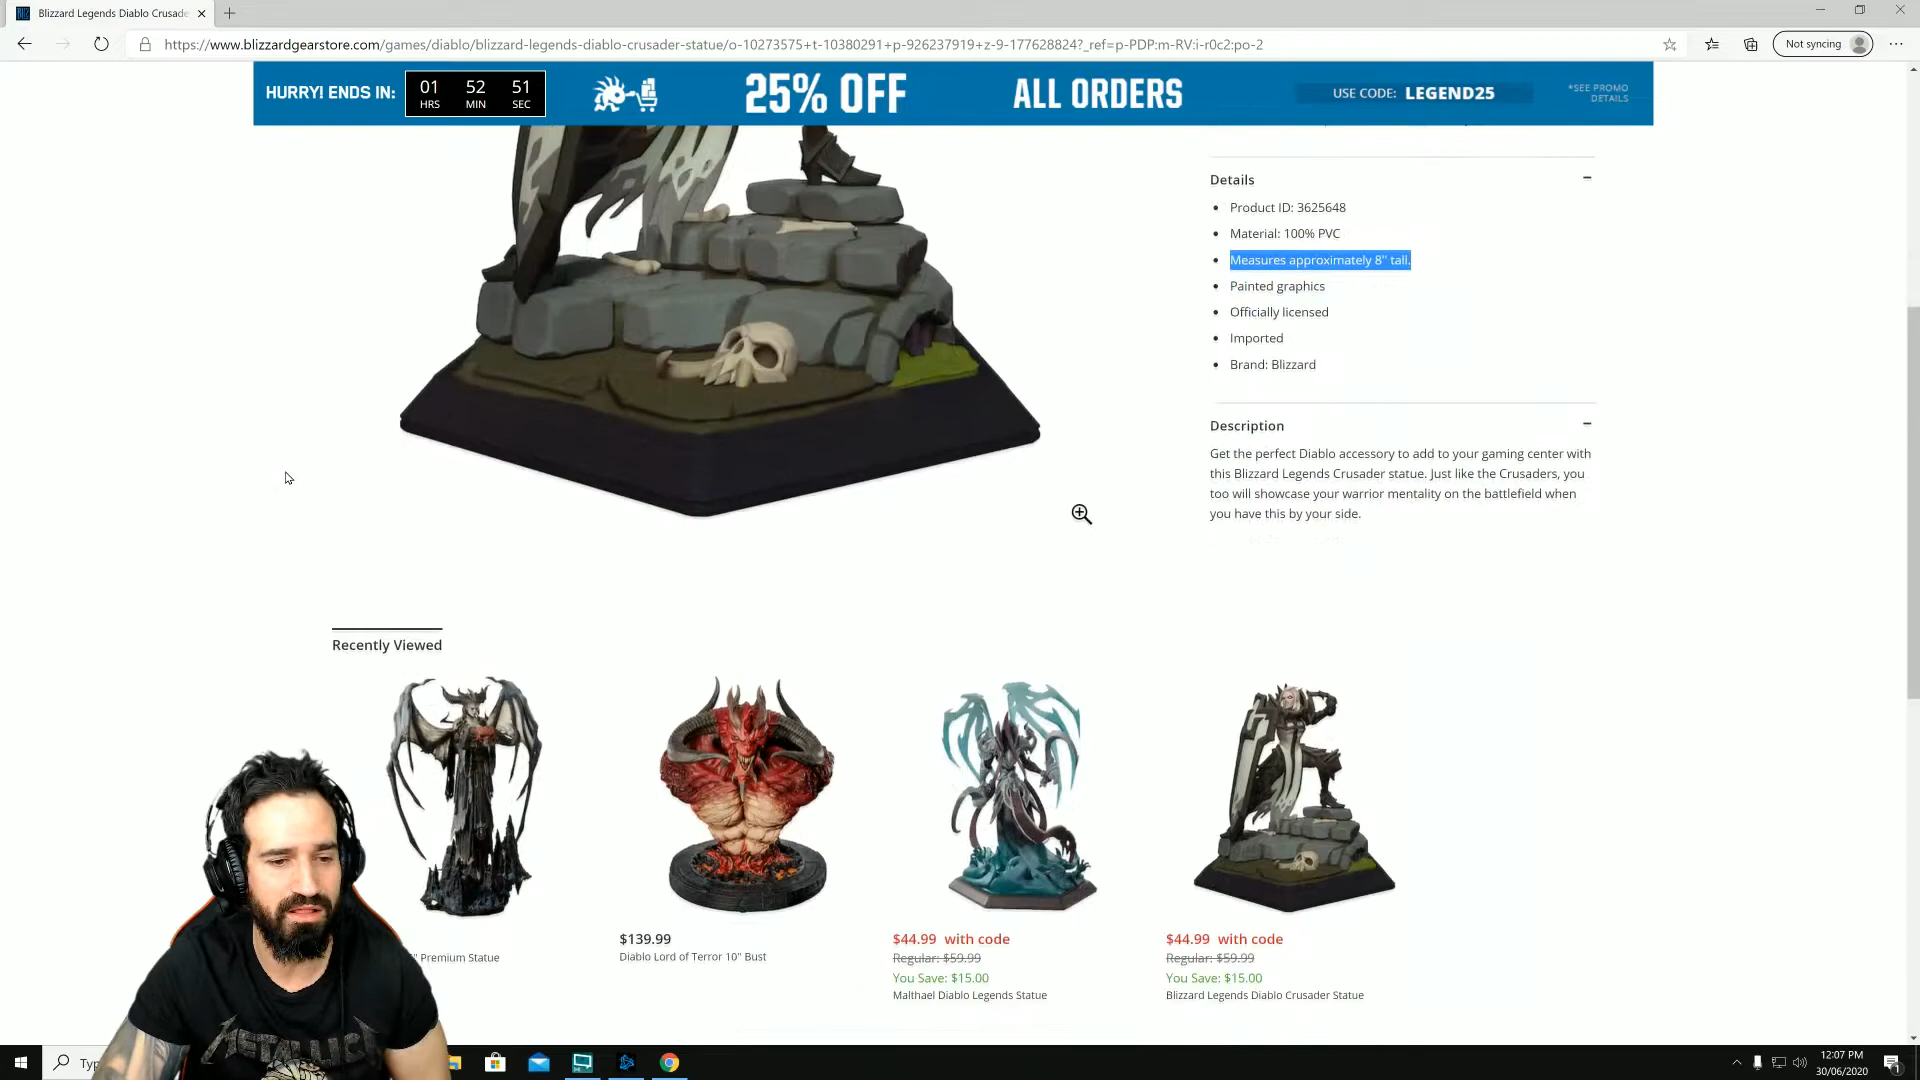 Blizzard Legends Diablo Crusade
https://www.blizzardgearstore.com/games/diablo/blizzard-legends-diablo-crusader-statue/o-10273575+t-10380291+p-926237919+z-9-177628824?_ref=p-PDP:m-RV:i-r0c2:po-2
Not syncing
HURRY! ENDS IN:
01 52 51
HRS MIN SEC
25% OFF
ALL ORDERS
USE CODE: LEGEND25
*SEE PROMO
DETAILS
Details
Product ID: 3625648
Material: 100% PVC
Measures approximately 8" tall.
Painted graphics
Officially licensed
Imported
Brand: Blizzard
Description
Get the perfect Diablo accessory to add to your gaming center with
this Blizzard Legends Crusader statue. Just like the Crusaders, you
too will showcase your warrior mentality on the battlefield when
you have this by your side.
Recently Viewed
" Premium Statue
$139.99
Diablo Lord of Terror 10" Bust
$44.99 with code
Regular: $59.99
You Save: $15.00
Malthael Diablo Legends Statue
$44.99 with code
Regular: $59.99
You Save: $15.00
Blizzard Legends Diablo Crusader Statue
METALLICA
Typ
12:07 PM
30/06/2020
1